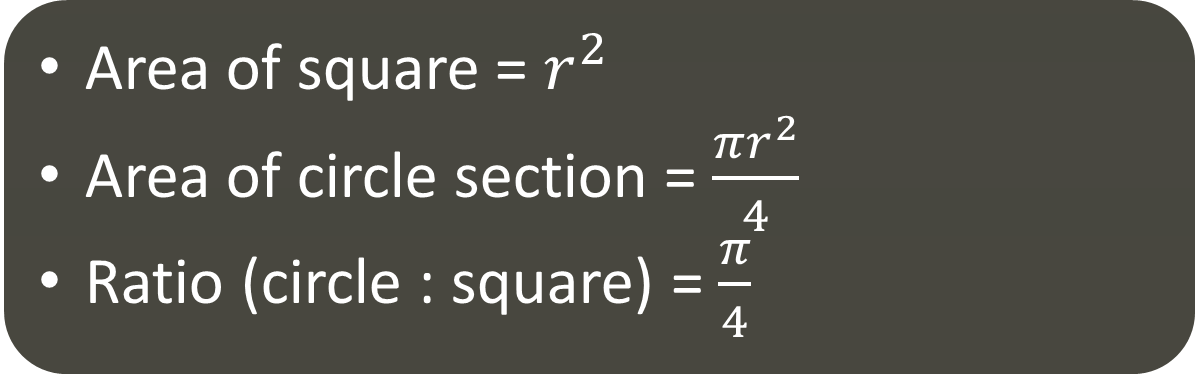 • Area of square = r²
• Area of circle section = πr²/4
• Ratio (circle : square) = π/4